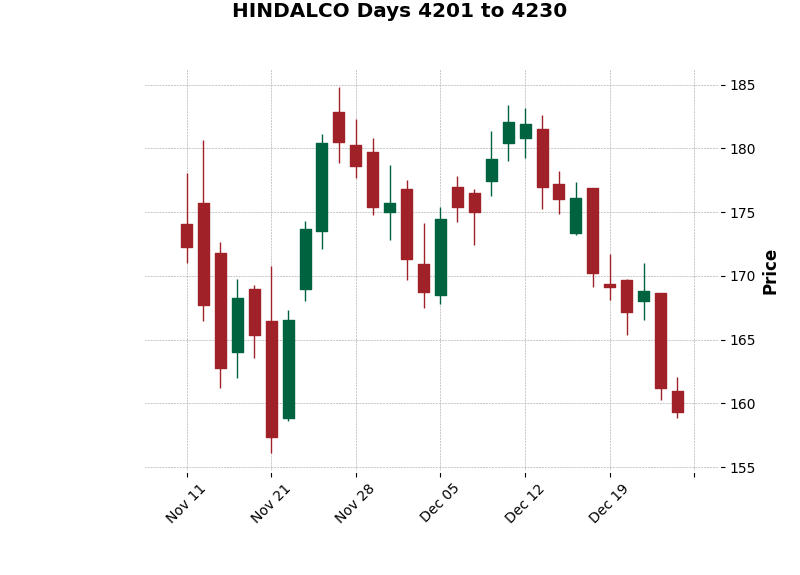 HINDALCO Days 4201 to 4230
185
180
175
170
165
160
155
Price
Nov 11
Nov 21
Nov 28
Dec 05
Dec 12
Dec 19